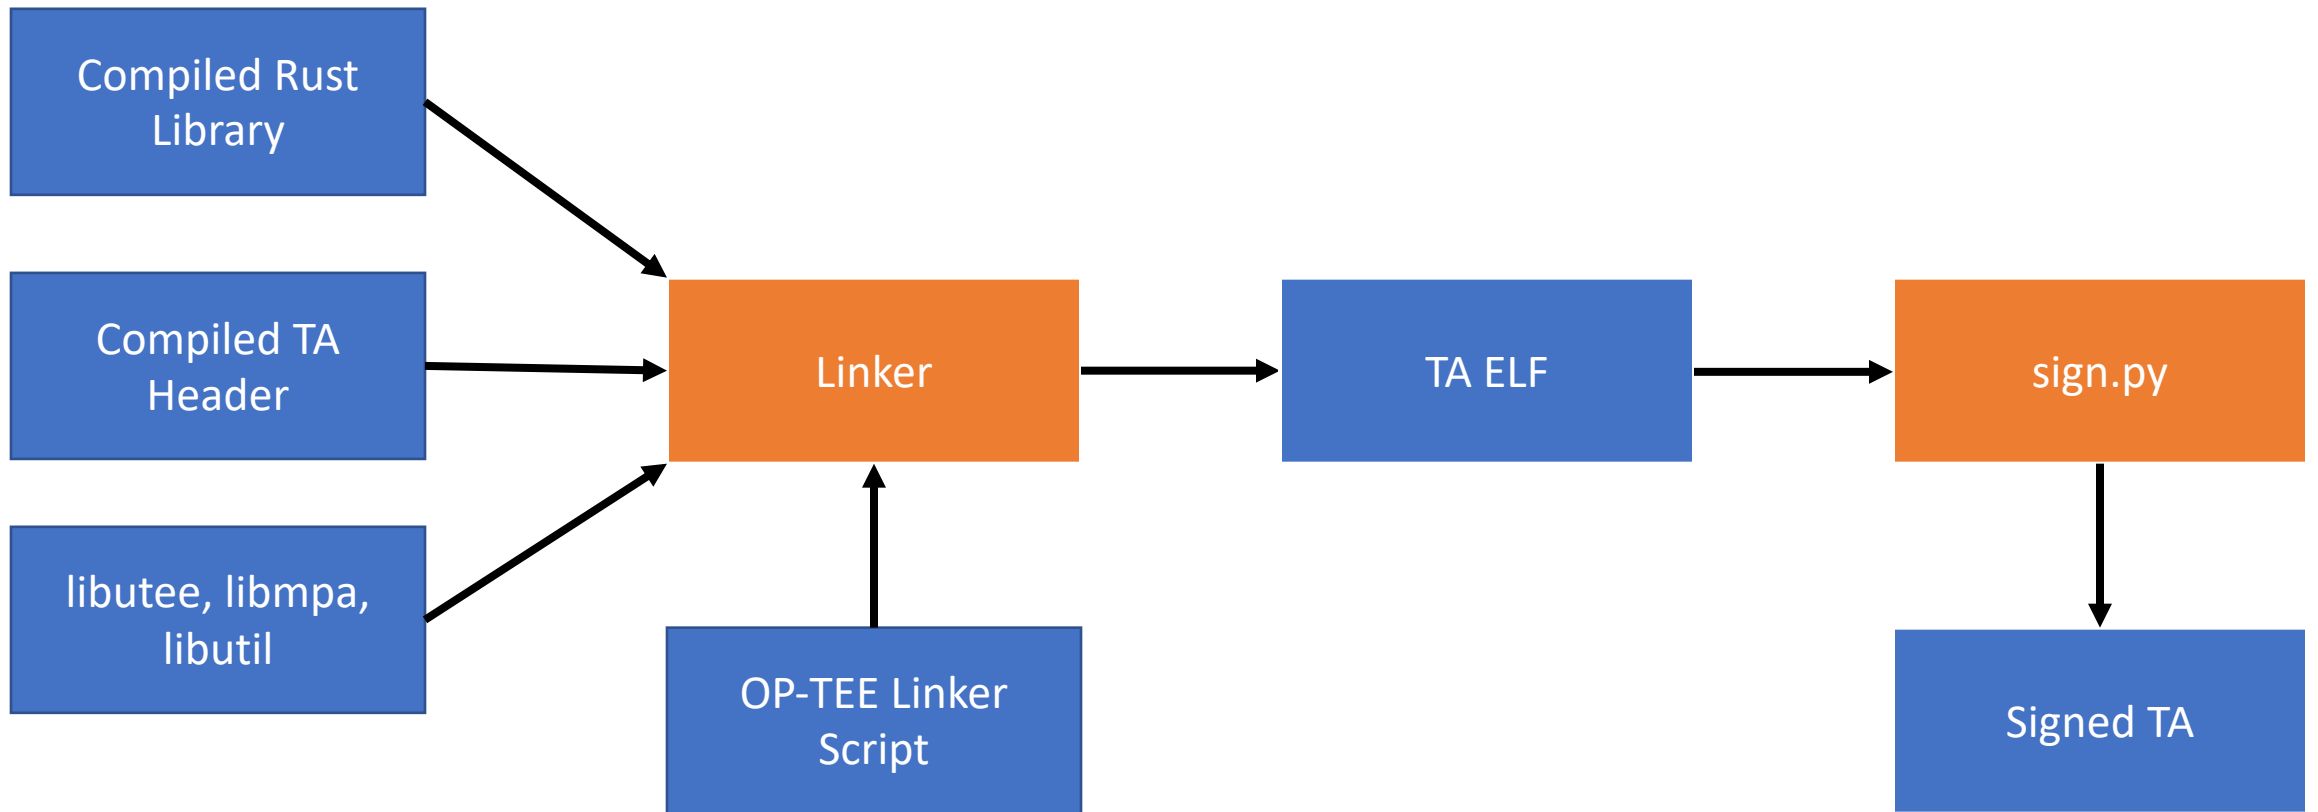 Compiled Rust
Library
Compiled TA
Header
libutee, libmpa,
libutil
Linker
OP-TEE Linker
Script
TA ELF
sign.py
Signed TA